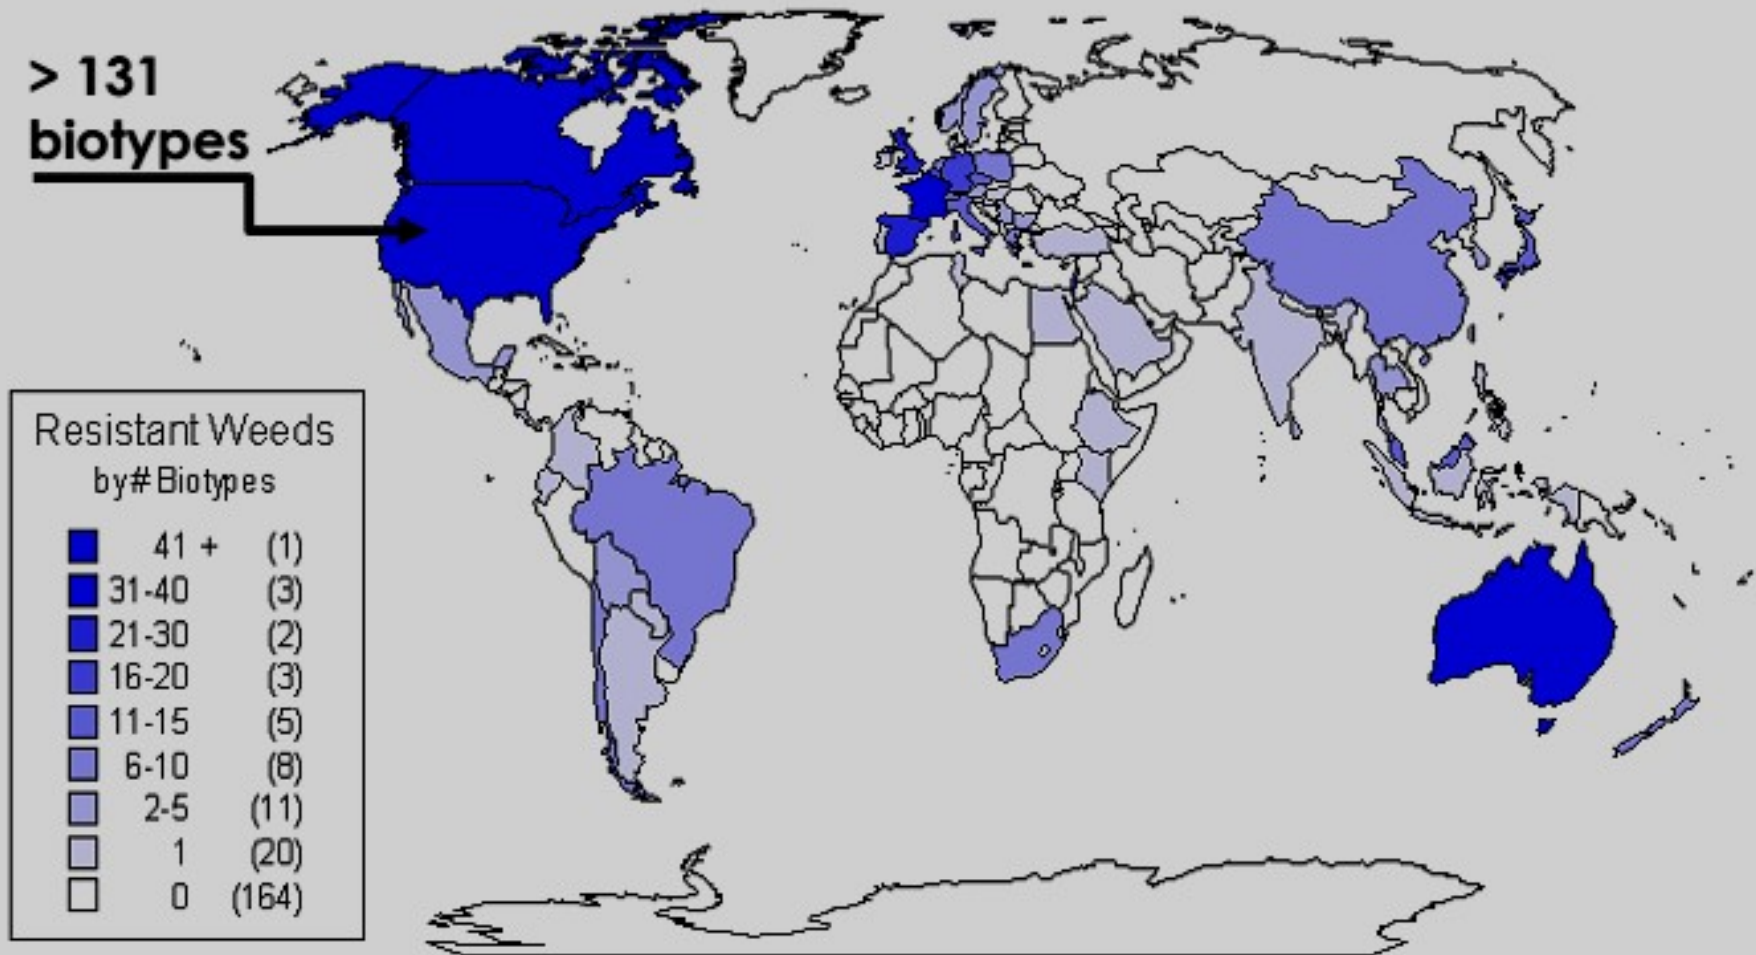 > 131
biotypes
Resistant Weeds
by # Biotypes
41 + (1)
31-40 (3)
21-30 (2)
16-20 (3)
11-15 (5)
6-10 (8)
2-5 (11)
1 (20)
0 (164)